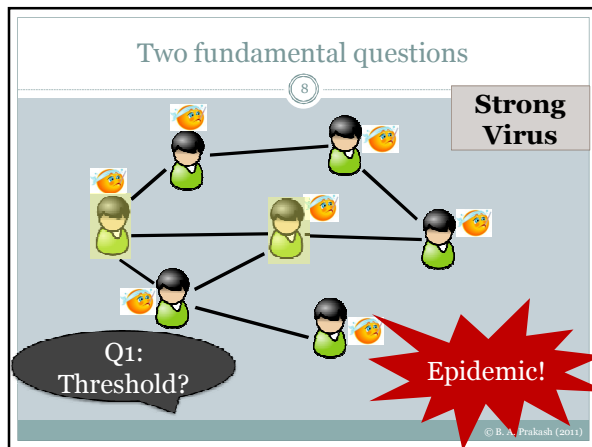 Two fundamental questions
8
Strong
Virus
Q1:
Threshold?
Epidemic!
© B. A. Prakash (2011)